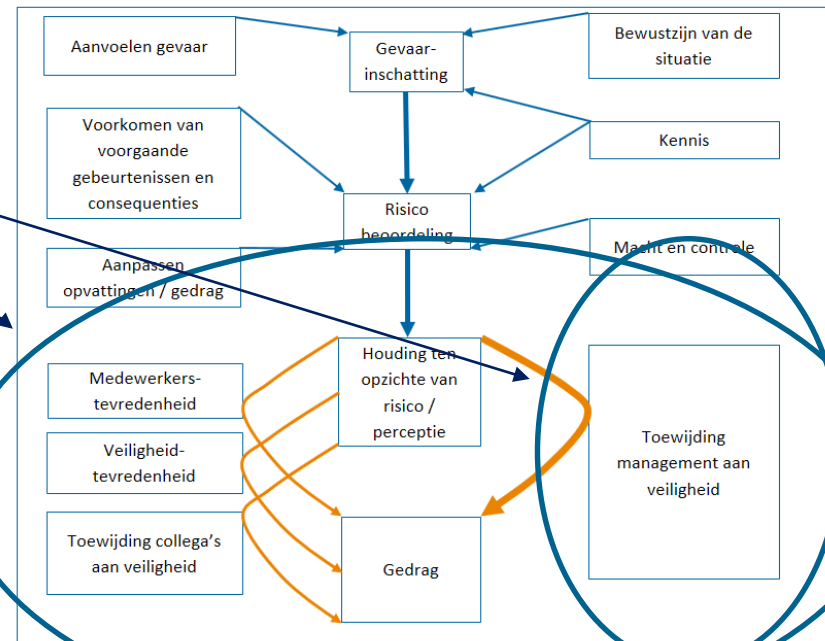 Aanvoelen gevaar
Gevaar-
inschatting
Bewustzijn van de
situatie
Voorkomen van
voorgaande
gebeurtenissen en
consequenties
Kennis
Risico
beoordeling
Macht en controle
Aanpassen
opvattingen / gedrag
Houding ten
opzichte van
risico /
perceptie
Medewerkers-
tevredenheid
Veiligheid-
tevredenheid
Toewijding
management aan
veiligheid
Toewijding collega's
aan veiligheid
Gedrag